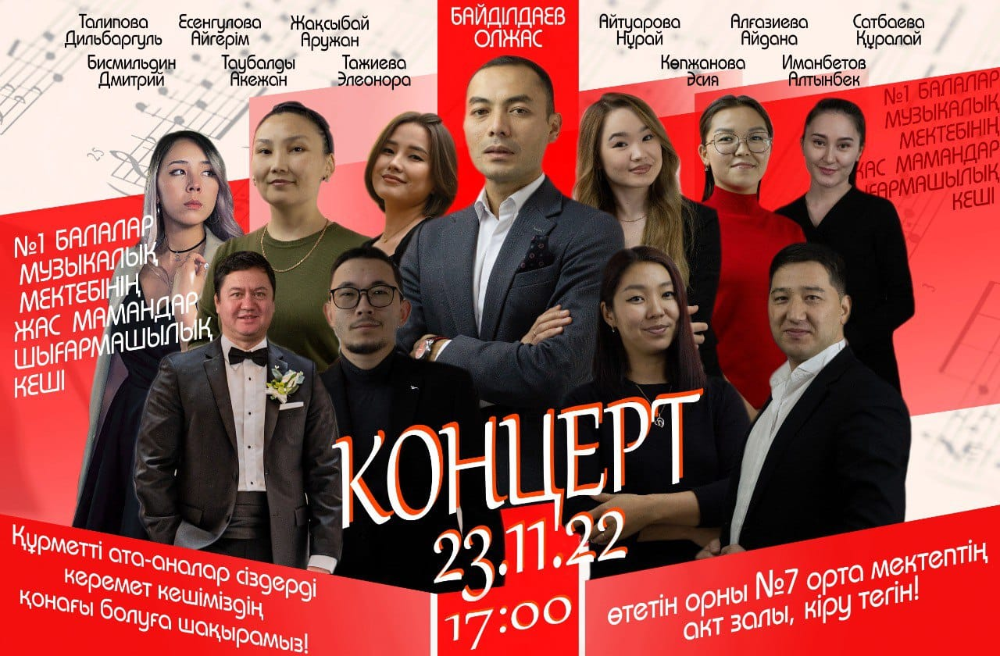 Талипова
Дильбаргуль
Есенгулова
Айгерім
Жақсыбай
Аружан
Бисмильдин
Дмитрий
Таубалды
Акежан
Тажиева
Элеонора
БАЙДІЛДАЕВ
ОЛЖАС
Айтуарова
Нұрай
Алғазиева
Айдана
Сатбаева
Құралай
Көпжанова
Әсия
Иманбетов
Алтынбек
№1 БАЛАЛАР
МУЗЫКАЛЫҚ
МЕКТЕБІНІҢ
ЖАС МАМАНДАР
ШЫҒАРМАШЫЛЫҚ
КЕШІ
№1 БАЛАЛАР
МУЗЫКАЛЫҚ
МЕКТЕБІНІҢ
ЖАС МАМАНДАР
ШЫҒАРМАШЫЛЫҚ
КЕШІ
КОНЦЕРТ
23.11.22
17:00
Құрметті ата-аналар сіздерді
керемет кешіміздің
қонағы болуға шақырамыз!
өтетін орны №7 орта мектептің
акт залы, кіру тегін!